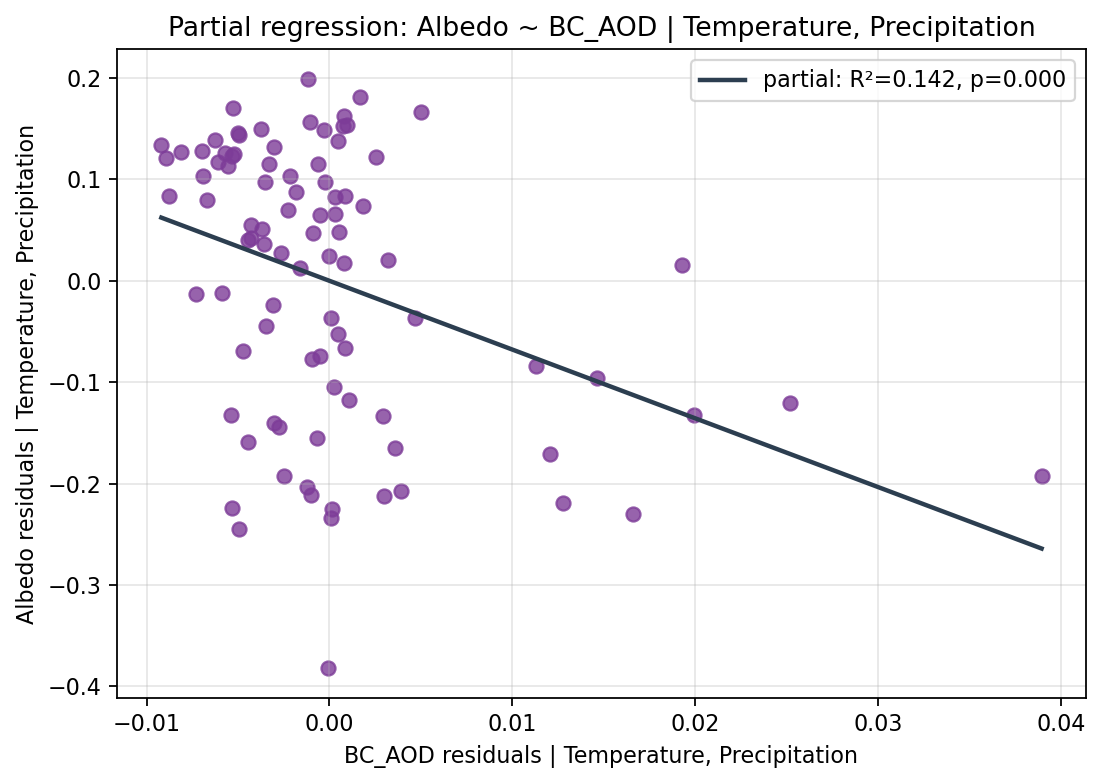 Partial regression: Albedo ~ BC_AOD | Temperature, Precipitation
partial: R²=0.142, p=0.000
Albedo residuals | Temperature, Precipitation
0.2
0.1
0.0
−0.1
−0.2
−0.3
−0.4
−0.01 0.00 0.01 0.02 0.03 0.04
BC_AOD residuals | Temperature, Precipitation